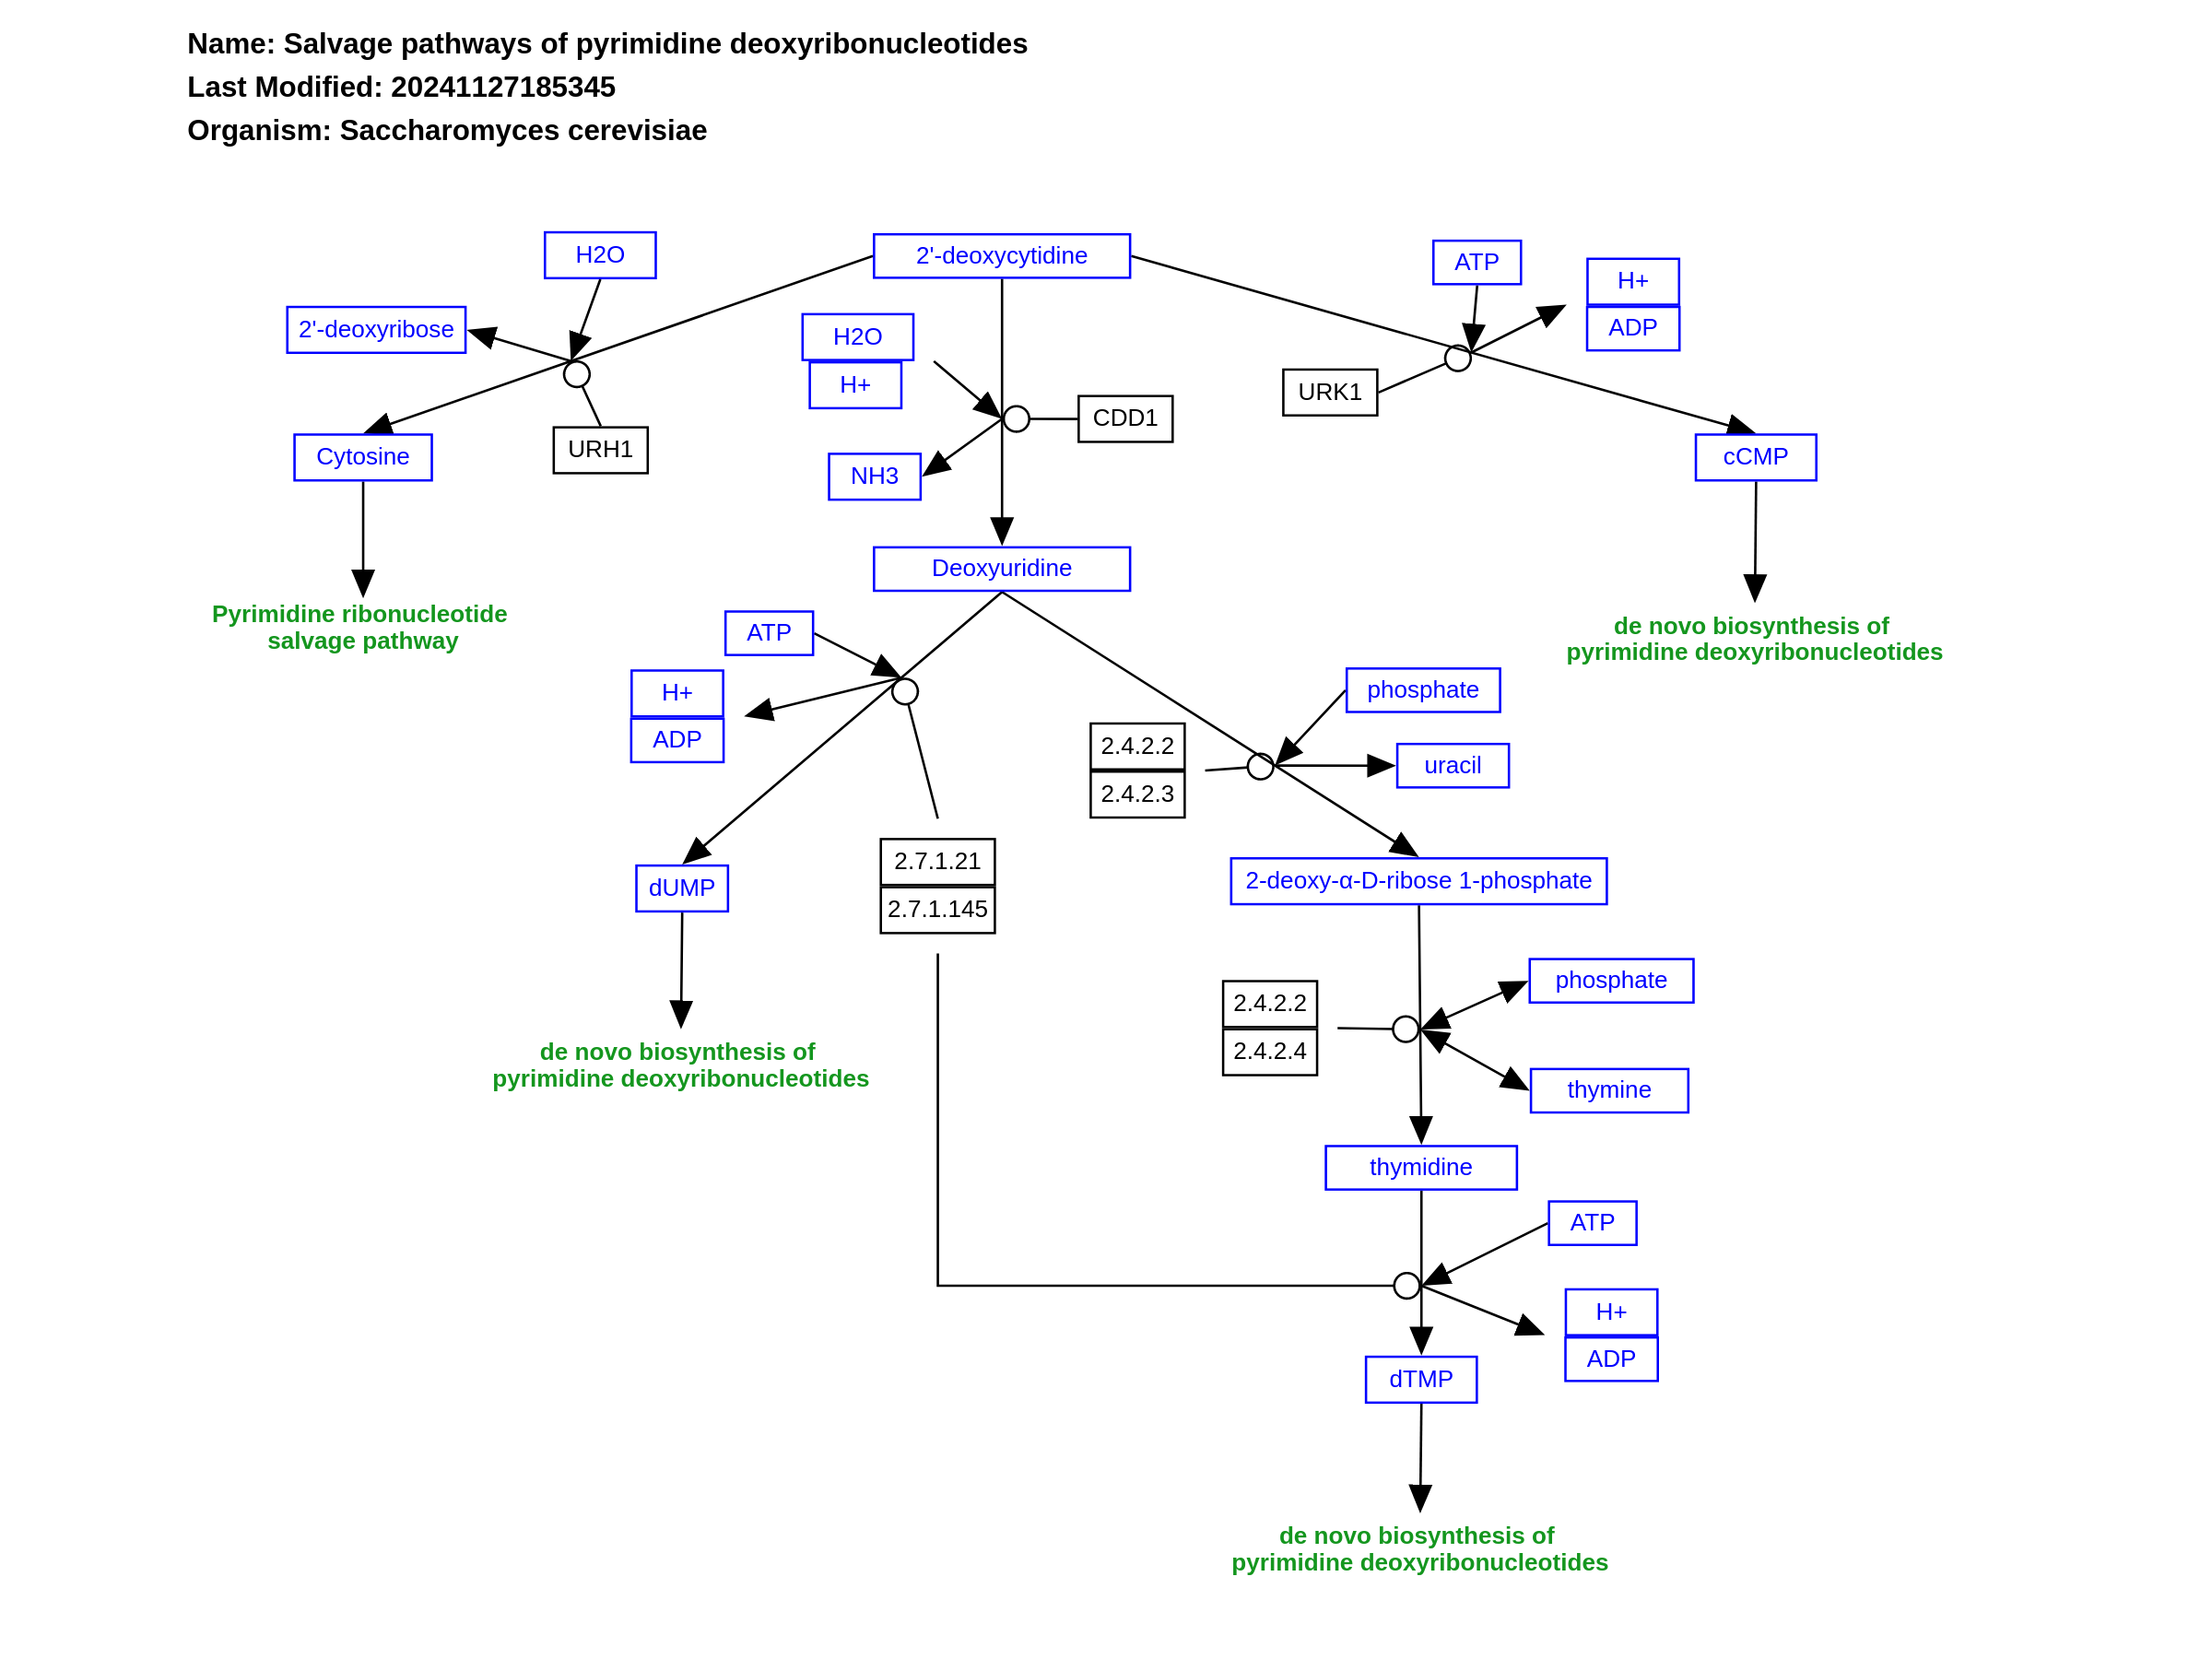 Name: Salvage pathways of pyrimidine deoxyribonucleotides
Last Modified: 20241127185345
Organism: Saccharomyces cerevisiae
H2O
2'-deoxycytidine
ATP
H+
ADP
2'-deoxyribose
H2O
H+
URK1
CDD1
Cytosine
URH1
NH3
cCMP
Deoxyuridine
Pyrimidine ribonucleotide
salvage pathway
ATP
de novo biosynthesis of
pyrimidine deoxyribonucleotides
H+
ADP
phosphate
2.4.2.2
2.4.2.3
uracil
dUMP
2.7.1.21
2.7.1.145
2-deoxy-α-D-ribose 1-phosphate
phosphate
2.4.2.2
2.4.2.4
de novo biosynthesis of
pyrimidine deoxyribonucleotides
thymine
thymidine
ATP
H+
ADP
dTMP
de novo biosynthesis of
pyrimidine deoxyribonucleotides